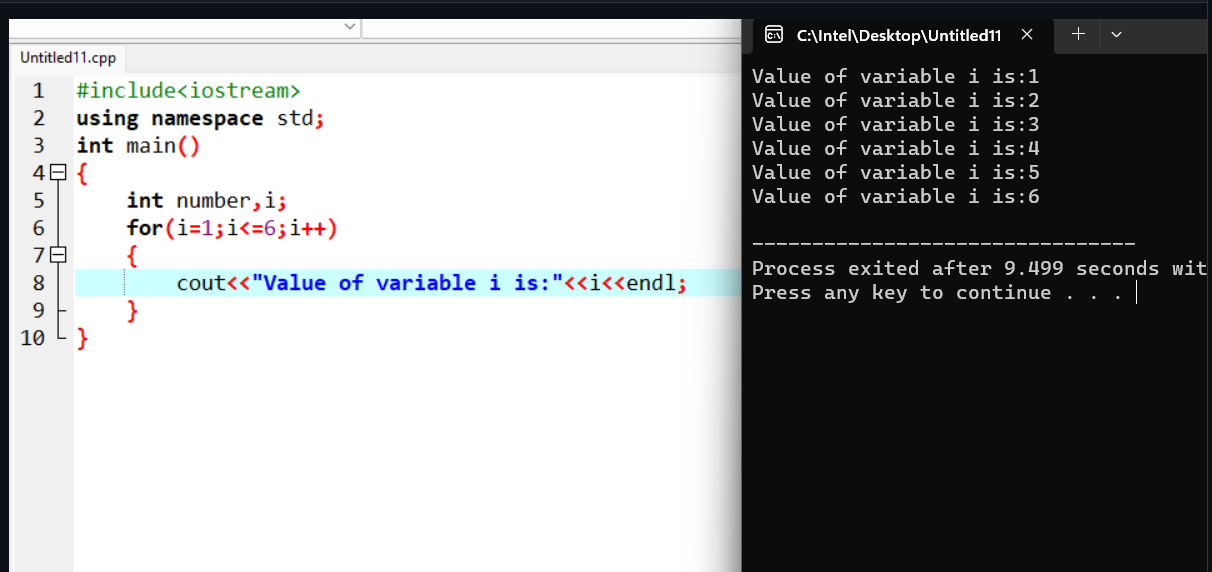 Untitled11.cpp
1 #include<iostream>
2 using namespace std;
3 int main()
4 {
5 int number,i;
6 for(i=1;i<=6;i++)
7 {
8 cout<<"Value of variable i is:"<<i<<endl;
9 }
10 }
C:\Intel\Desktop\Untitled11
Value of variable i is:1
Value of variable i is:2
Value of variable i is:3
Value of variable i is:4
Value of variable i is:5
Value of variable i is:6
--------------------------------
Process exited after 9.499 seconds wit
Press any key to continue . . .